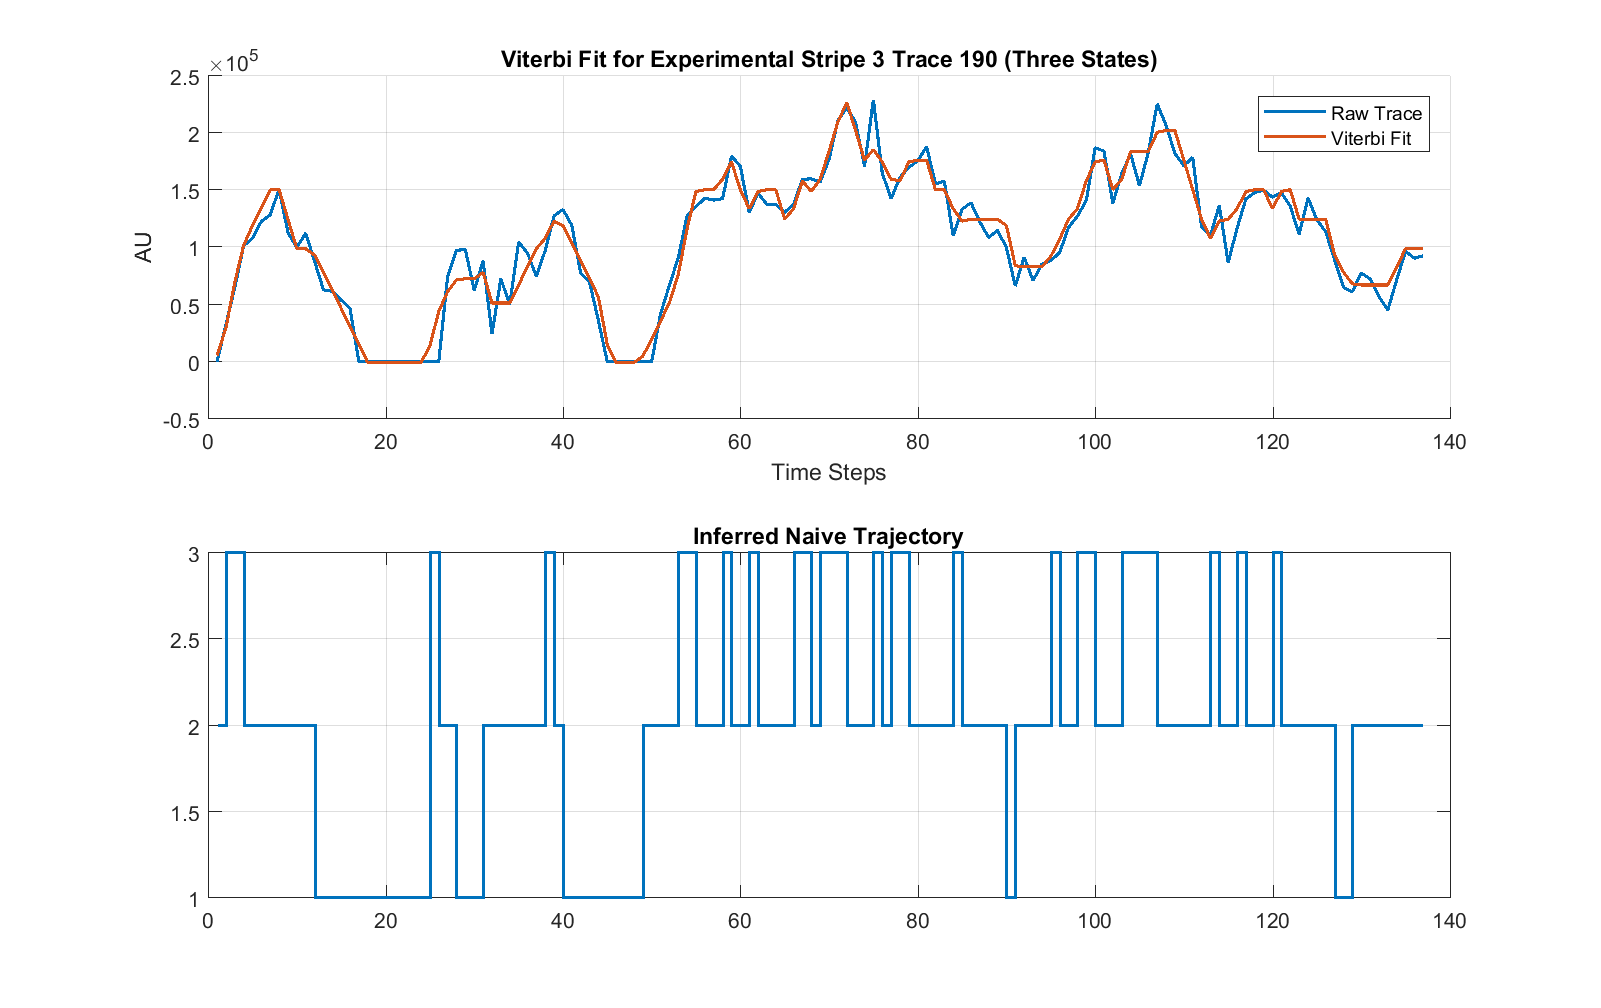 Viterbi Fit for Experimental Stripe 3 Trace 190 (Three States)
×10^5
2.5
2
1.5
1
0.5
0
-0.5
AU
Raw Trace
Viterbi Fit
0 20 40 60 80 100 120 140
Time Steps
Inferred Naive Trajectory
3
2.5
2
1.5
1
0 20 40 60 80 100 120 140